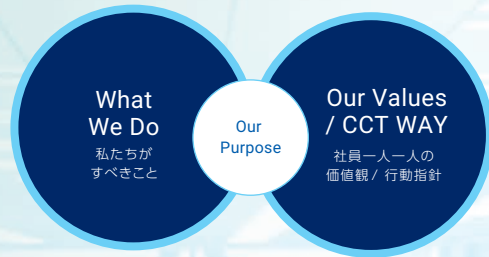 What
We Do
私たちが
すべきこと
Our
Purpose
Our Values
/ CCT WAY
社員一人一人の
価値観 / 行動指針